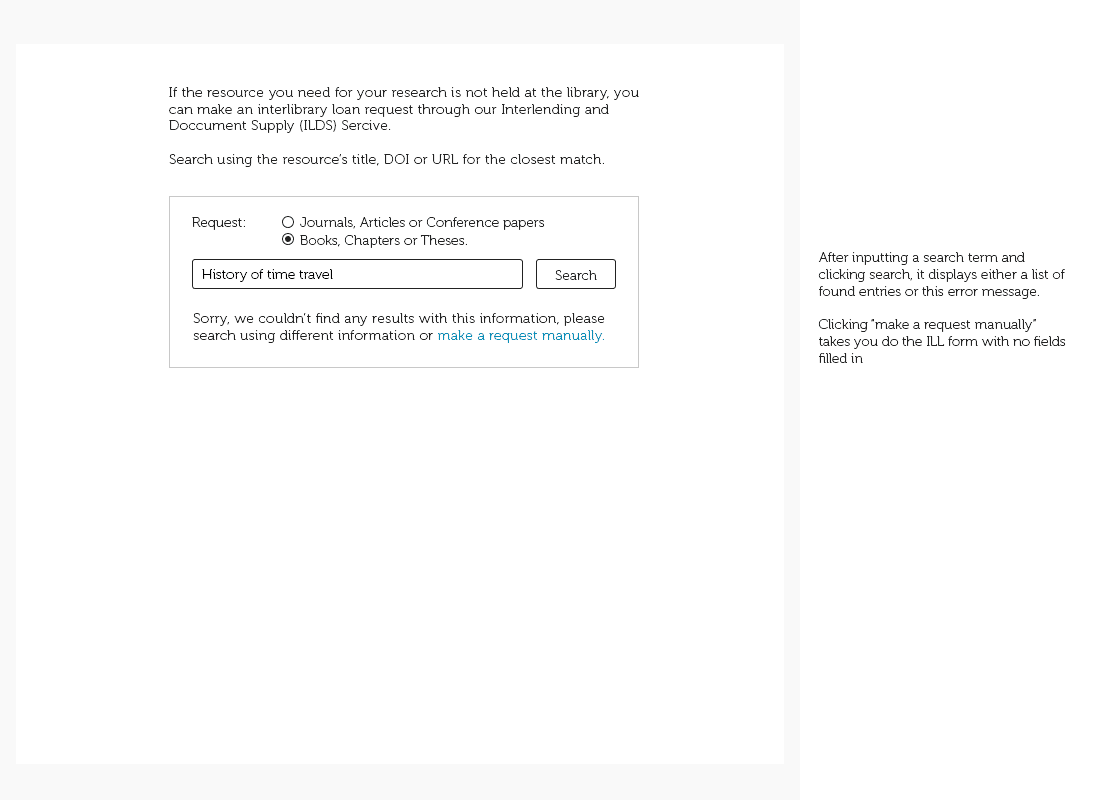 If the resource you need for your research is not held at the library, you
can make an interlibrary loan request through our Interlending and
Doccument Supply (ILDS) Sercive.
Search using the resource's title, DOI or URL for the closest match.
Request:
Journals, Articles or Conference papers
Books, Chapters or Theses.
History of time travel
Search
Sorry, we couldn't find any results with this information, please
search using different information or make a request manually.
After inputting a search term and
clicking search, it displays either a list of
found entries or this error message.
Clicking "make a request manually"
takes you do the ILL form with no fields
filled in